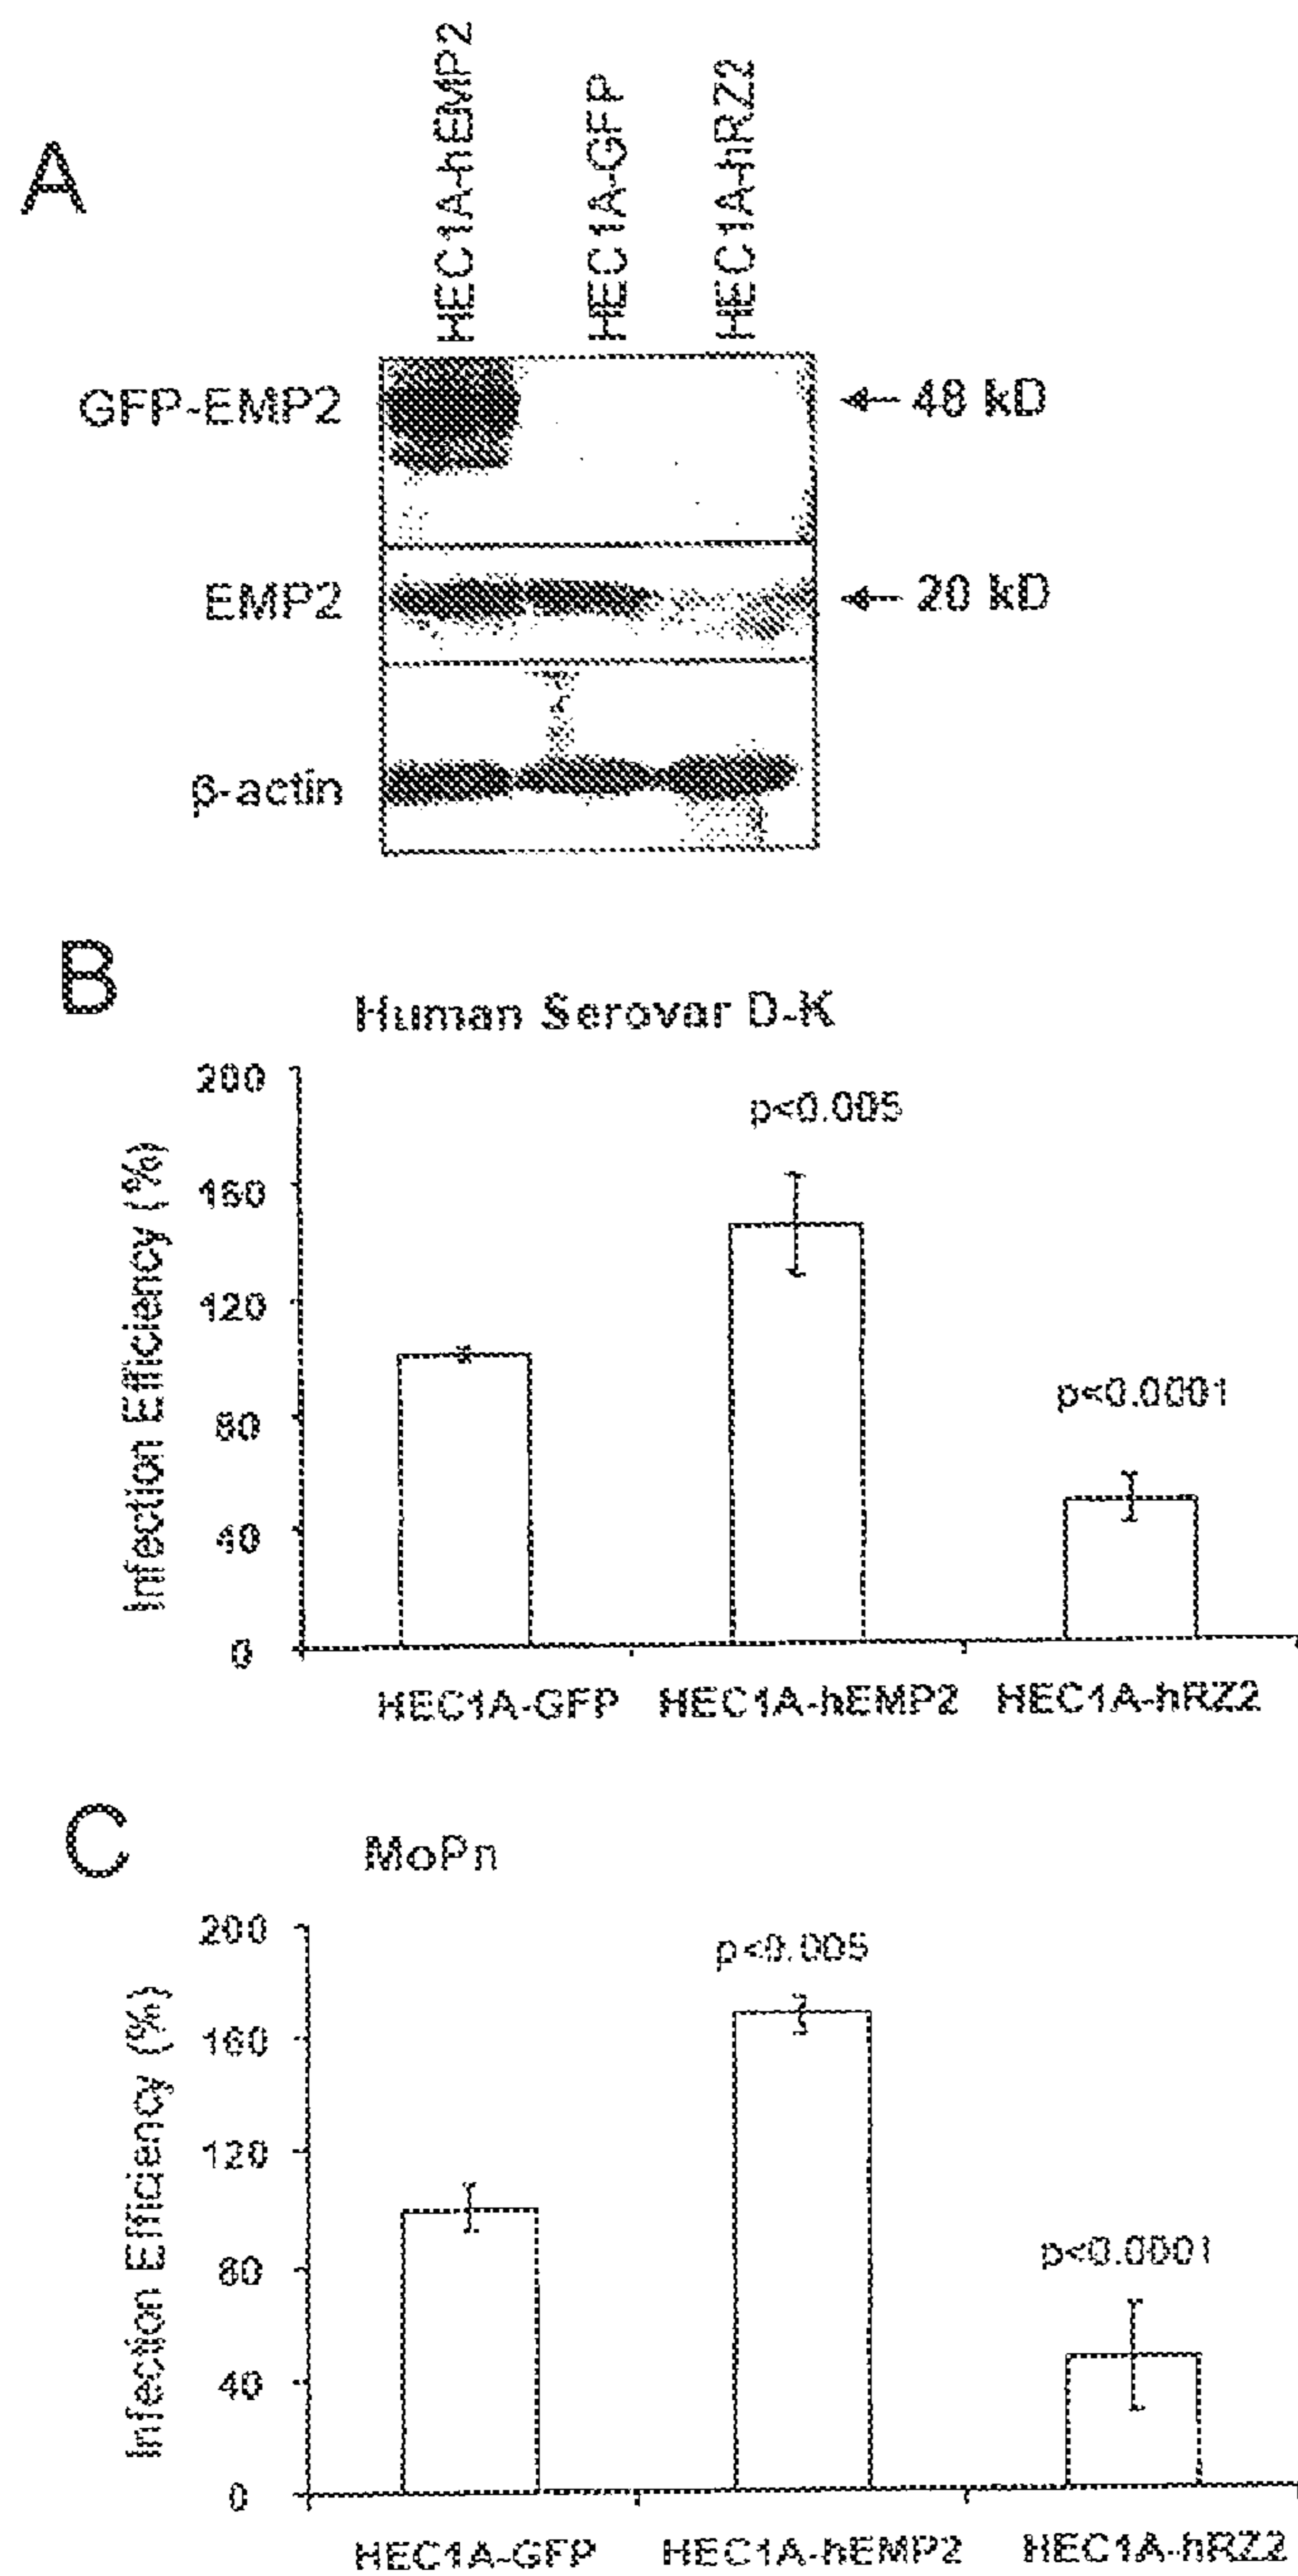 A
HEC1A-hEMP2
HEC1A-GFP
HEC1A-hRZ2
GFP-EMP2
48 kD
EMP2
20 kD
β-actin
B
Human Serovar D-K
Infection Efficiency (%)
200
160
120
80
40
0
p<0.005
p<0.0001
HEC1A-GFP HEC1A-hEMP2 HEC1A-hRZ2
C
MoPn
Infection Efficiency (%)
200
160
120
80
40
0
p<0.005
p<0.0001
HEC1A-GFP HEC1A-hEMP2 HEC1A-hRZ2